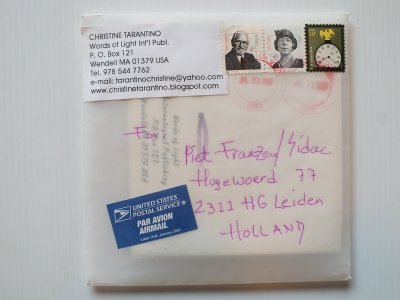 CHRISTINE TARANTINO
Words of Light Int'l Publ.
P. O. Box 121
Wendell MA 01379 USA
Tel. 978 544 7762
e-mail: tarantinochristine@yahoo.com
www.christinetarantino.blogspot.com
For:
Piet Franzen/Sidac
Hogewoerd 77
2311 HG Leiden
HOLLAND
UNITED STATES
POSTAL SERVICE
PAR AVION
AIRMAIL